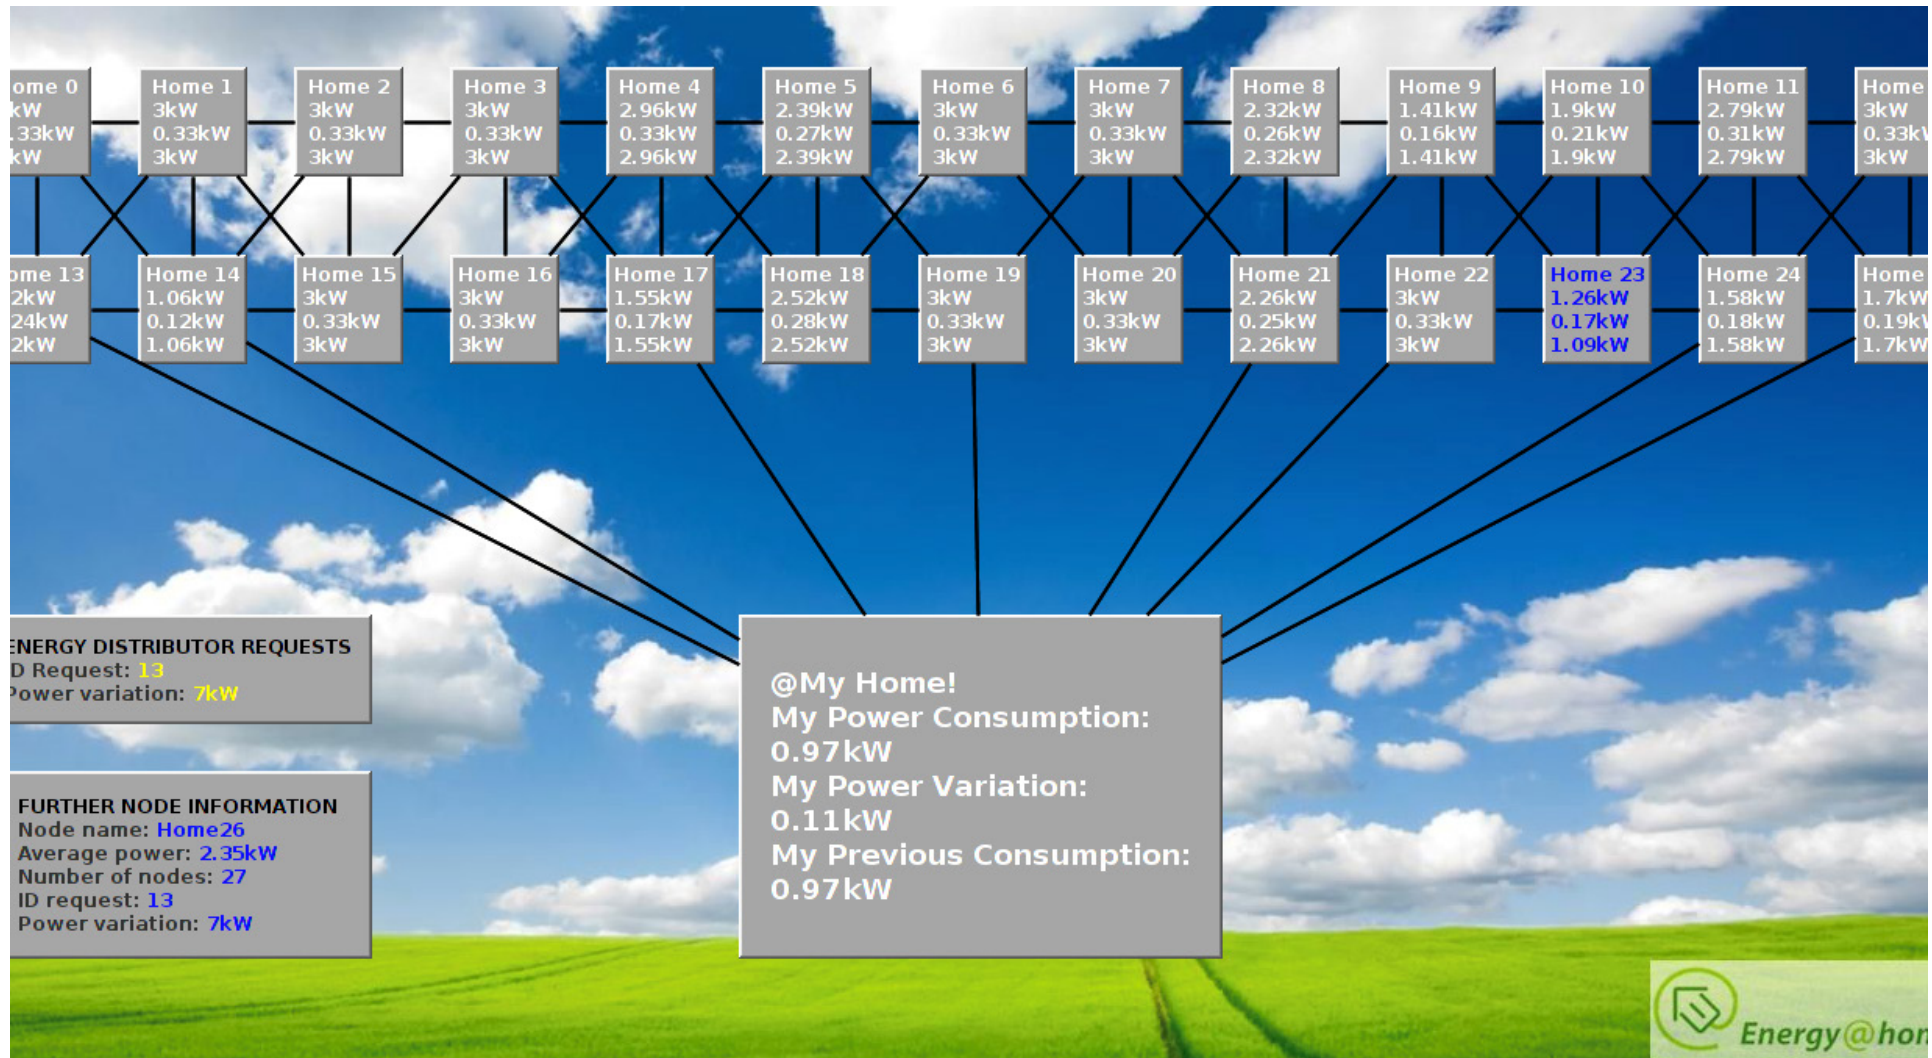 ome 0
kW
.33kW
kW
Home 1
3kW
0.33kW
3kW
Home 2
3kW
0.33kW
3kW
Home 3
3kW
0.33kW
3kW
Home 4
2.96kW
0.33kW
2.96kW
Home 5
2.39kW
0.27kW
2.39kW
Home 6
3kW
0.33kW
3kW
Home 7
3kW
0.33kW
3kW
Home 8
2.32kW
0.26kW
2.32kW
Home 9
1.41kW
0.16kW
1.41kW
Home 10
1.9kW
0.21kW
1.9kW
Home 11
2.79kW
0.31kW
2.79kW
Home
3kW
0.33k
3kW
ome 13
2kW
24kW
2kW
Home 14
1.06kW
0.12kW
1.06kW
Home 15
3kW
0.33kW
3kW
Home 16
3kW
0.33kW
3kW
Home 17
1.55kW
0.17kW
1.55kW
Home 18
2.52kW
0.28kW
2.52kW
Home 19
3kW
0.33kW
3kW
Home 20
3kW
0.33kW
3kW
Home 21
2.26kW
0.25kW
2.26kW
Home 22
3kW
0.33kW
3kW
Home 23
1.26kW
0.17kW
1.09kW
Home 24
1.58kW
0.18kW
1.58kW
Home
1.7kW
0.19k
1.7kW
ENERGY DISTRIBUTOR REQUESTS
D Request: 13
Power variation: 7kW
FURTHER NODE INFORMATION
Node name: Home26
Average power: 2.35kW
Number of nodes: 27
ID request: 13
Power variation: 7kW
@My Home!
My Power Consumption:
0.97kW
My Power Variation:
0.11kW
My Previous Consumption:
0.97kW
Energy@hom